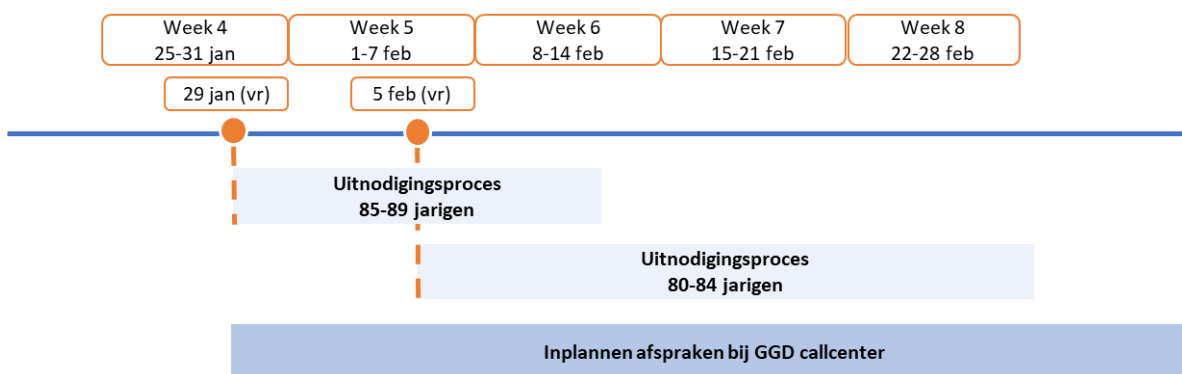 Week 4
25-31 jan
Week 5
1-7 feb
Week 6
8-14 feb
Week 7
15-21 feb
Week 8
22-28 feb
29 jan (vr)
5 feb (vr)
Uitnodigingsproces
85-89 jarigen
Uitnodigingsproces
80-84 jarigen
Inplannen afspraken bij GGD callcenter